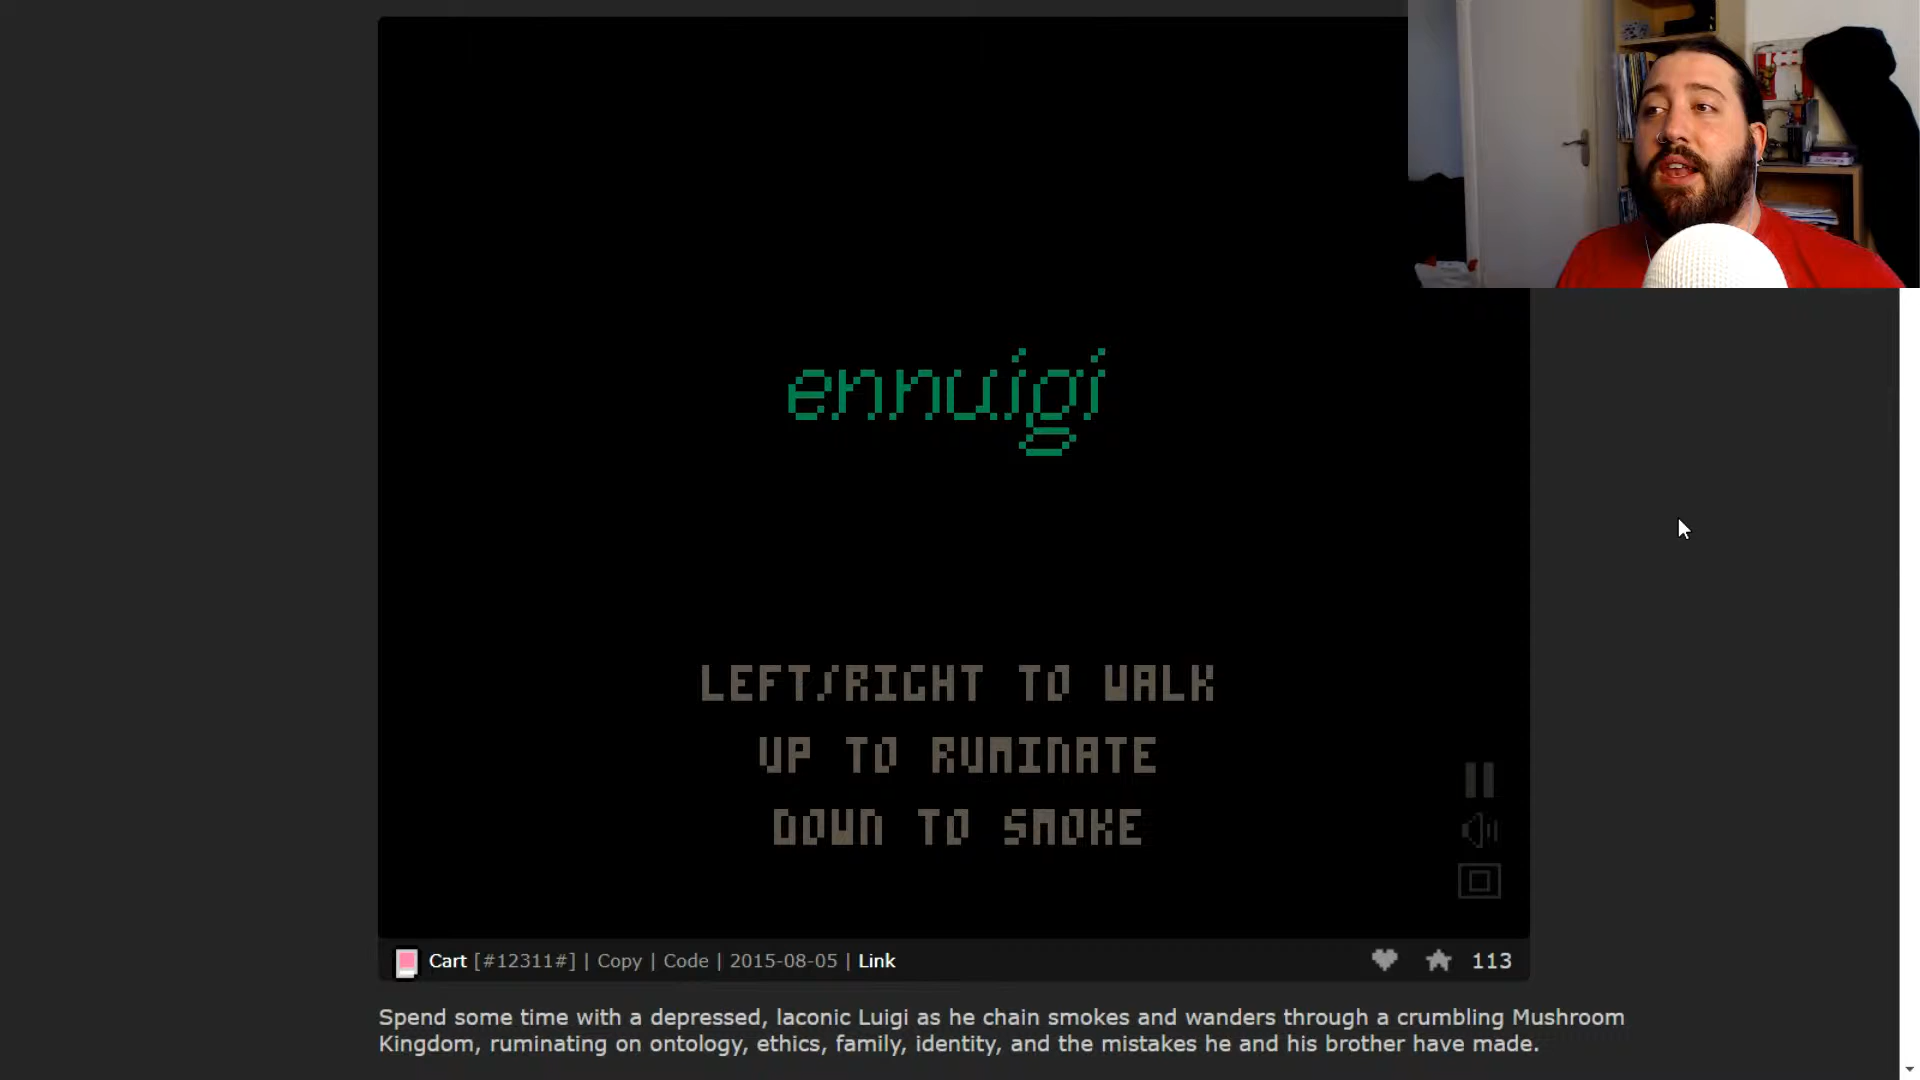 ennuigi
LEFT/RIGHT TO WALK
UP TO RUMINATE
DOWN TO SMOKE
Cart [#12311#] | Copy | Code | 2015-08-05 | Link
113
Spend some time with a depressed, laconic Luigi as he chain smokes and wanders through a crumbling Mushroom
Kingdom, ruminating on ontology, ethics, family, identity, and the mistakes he and his brother have made.